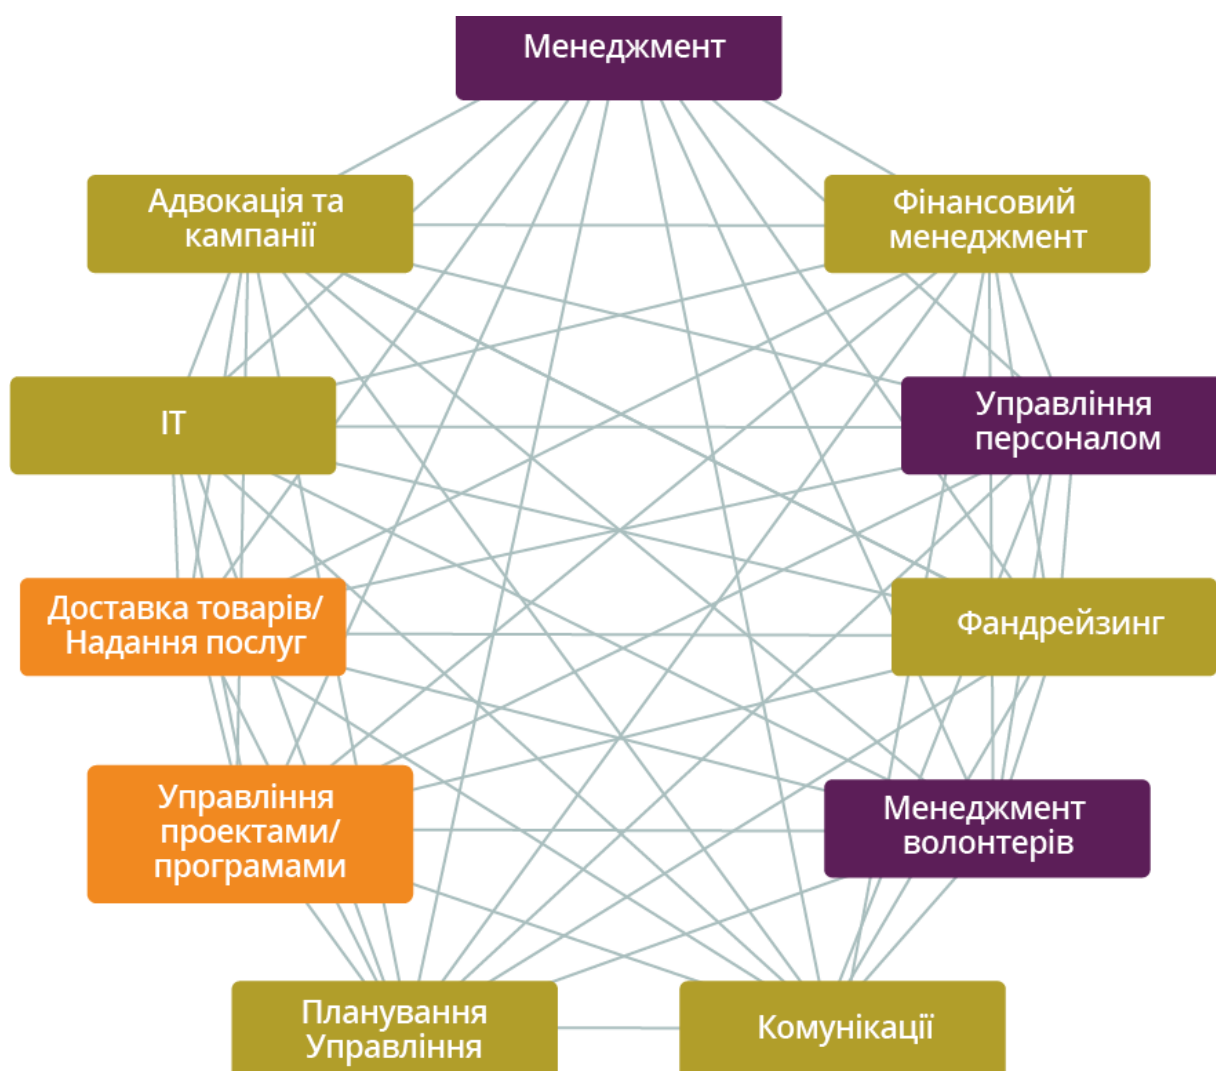 Менеджмент
Адвокація та
кампанії
Фінансовий
менеджмент
ІТ
Управління
персоналом
Доставка товарів/
Надання послуг
Фандрейзинг
Управління
проектами/
програмами
Менеджмент
волонтерів
Планування
Управління
Комунікації